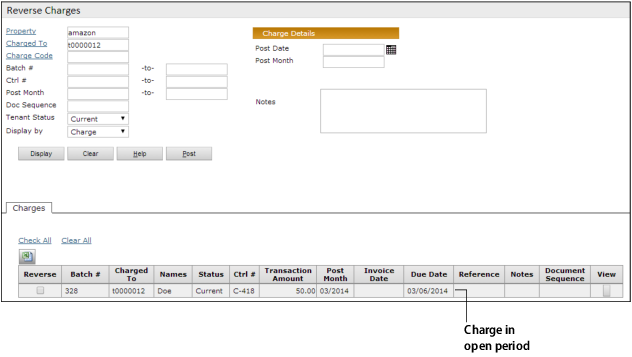 Reverse Charges
Property amazon
Charged To t0000012
Charge Code
Batch # -to-
Ctrl # -to-
Post Month -to-
Doc Sequence
Tenant Status Current
Display by Charge
Charge Details
Post Date
Post Month
Notes
Display Clear Help Post
Charges
Check All Clear All
Reverse Batch # Charged To Names Status Ctrl # Transaction Amount Post Month Invoice Date Due Date Reference Notes Document Sequence View
328 t0000012 Doe Current C-418 50.00 03/2014 03/06/2014
Charge in
open period